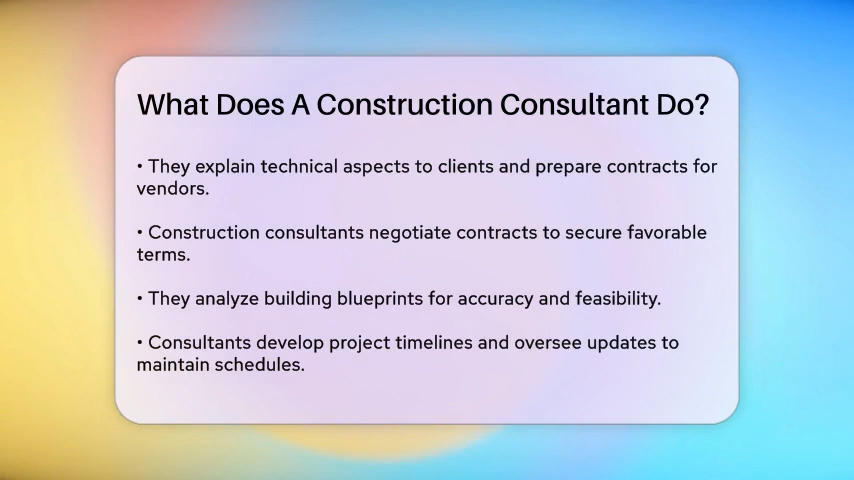 What Does A Construction Consultant Do?
• They explain technical aspects to clients and prepare contracts for
vendors.
• Construction consultants negotiate contracts to secure favorable
terms.
• They analyze building blueprints for accuracy and feasibility.
• Consultants develop project timelines and oversee updates to
maintain schedules.